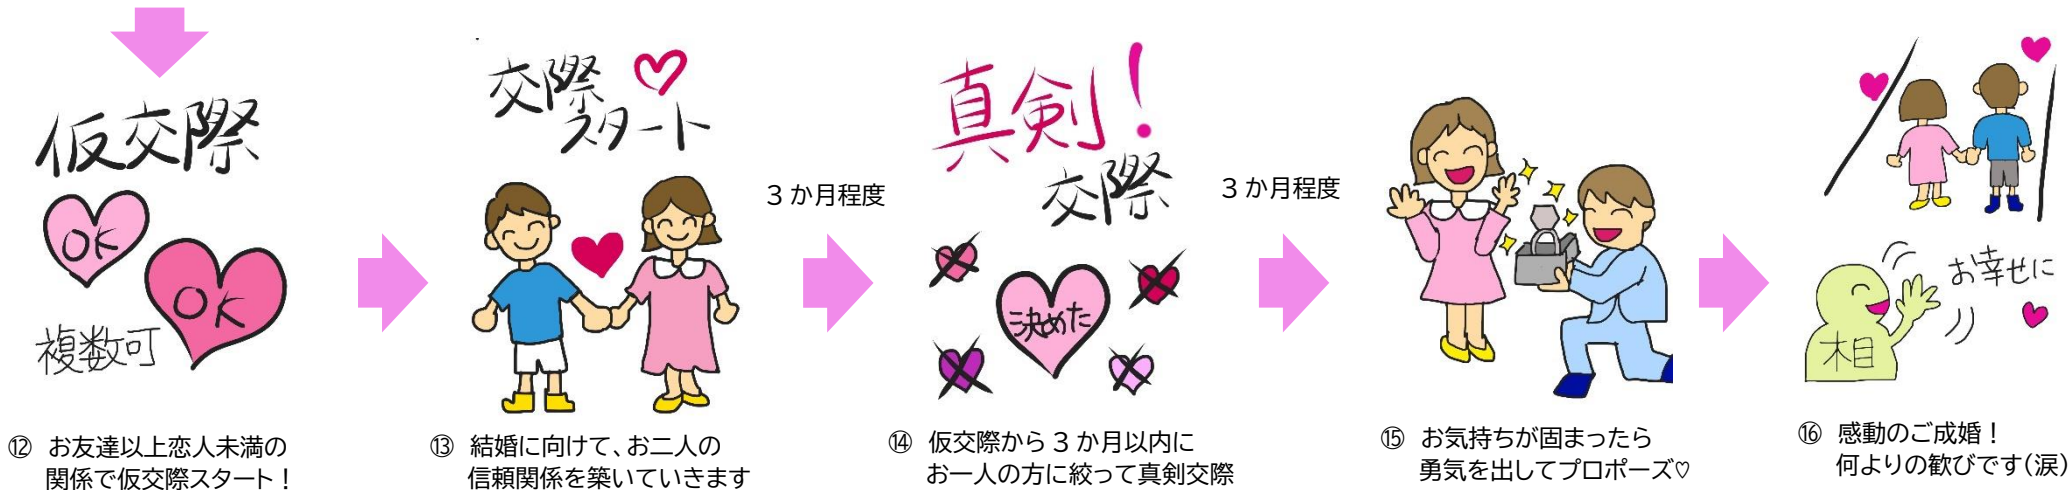 仮交際
OK
OK
複数可
⑫ お友達以上恋人未満の
関係で仮交際スタート！
交際
スタート
⑬ 結婚に向けて、お二人の
信頼関係を築いていきます
3か月程度
真剣！
交際
決めた
⑭ 仮交際から3か月以内に
お一人の方に絞って真剣交際
3か月程度
⑮ お気持ちが固まったら
勇気を出してプロポーズ♡
お幸せに
相
⑯ 感動のご成婚！
何よりの歓びです(涙)